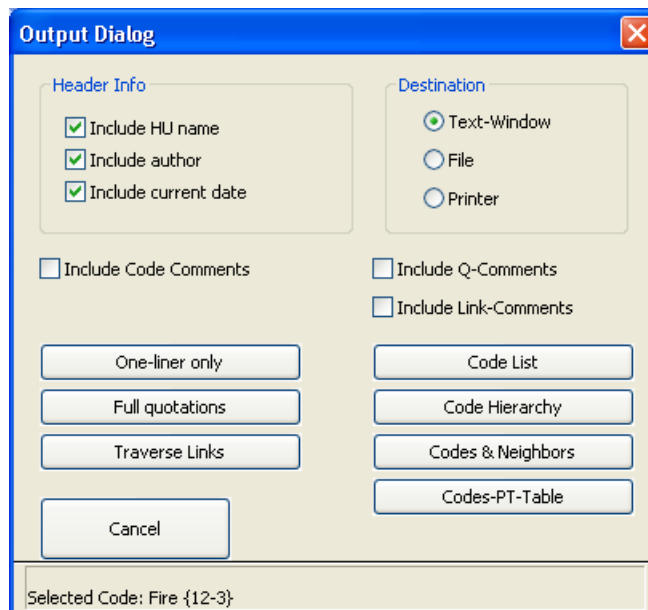 Output Dialog
Header Info
Include HU name
Include author
Include current date
Destination
Text-Window
File
Printer
Include Code Comments
Include Q-Comments
Include Link-Comments
One-liner only
Full quotations
Traverse Links
Code List
Code Hierarchy
Codes & Neighbors
Codes-PT-Table
Cancel
Selected Code: Fire {12-3}